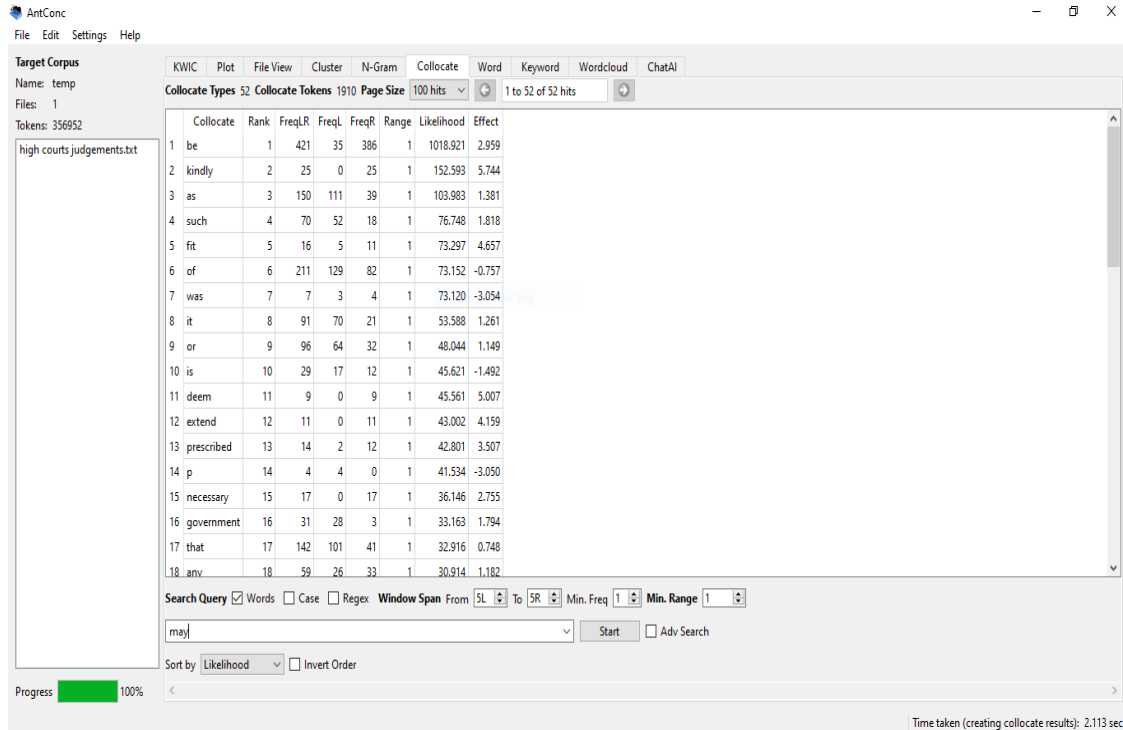 AntConc
File Edit Settings Help
Target Corpus
Name: temp
Files: 1
Tokens: 356952
high courts judgements.txt
KWIC Plot File View Cluster N-Gram Collocate Word Keyword Wordcloud ChatAI
Collocate Types 52 Collocate Tokens 1910 Page Size 100 hits 1 to 52 of 52 hits
Collocate Rank FreqLR FreqL FreqR Range Likelihood Effect
1 be 1 421 35 386 1 1018.921 2.959
2 kindly 2 25 0 25 1 152.593 5.744
3 as 3 150 111 39 1 103.983 1.381
4 such 4 70 52 18 1 76.748 1.818
5 fit 5 16 5 11 1 73.297 4.657
6 of 6 211 129 82 1 73.152 -0.757
7 was 7 7 3 4 1 73.120 -3.054
8 it 8 91 70 21 1 53.588 1.261
9 or 9 96 64 32 1 48.044 1.149
10 is 10 29 17 12 1 45.621 -1.492
11 deem 11 9 0 9 1 45.561 5.007
12 extend 12 11 0 11 1 43.002 4.159
13 prescribed 13 14 2 12 1 42.801 3.507
14 p 14 4 4 0 1 41.534 -3.050
15 necessary 15 17 0 17 1 36.146 2.755
16 government 16 31 28 3 1 33.163 1.794
17 that 17 142 101 41 1 32.916 0.748
18 any 18 59 26 33 1 30.914 1.182
Search Query Words Case Regex Window Span From 5L To 5R Min. Freq 1 Min. Range 1
may Start Adv Search
Sort by Likelihood Invert Order
Progress 100%
Time taken (creating collocate results): 2.113 sec